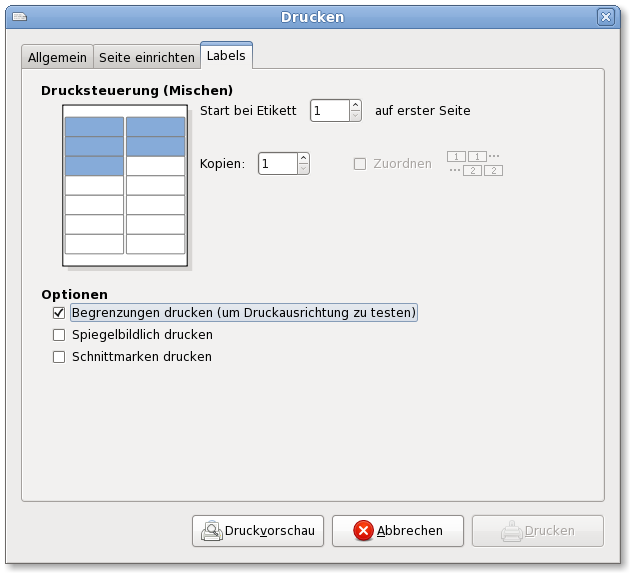 Drucken
Allgemein Seite einrichten Labels
Drucksteuerung (Mischen)
Start bei Etikett 1 auf erster Seite
Kopien: 1 Zuordnen 1 1 ...
... 2 2
Optionen
Begrenzungen drucken (um Druckausrichtung zu testen)
Spiegelbildlich drucken
Schnittmarken drucken
Druckvorschau Abbrechen Drucken